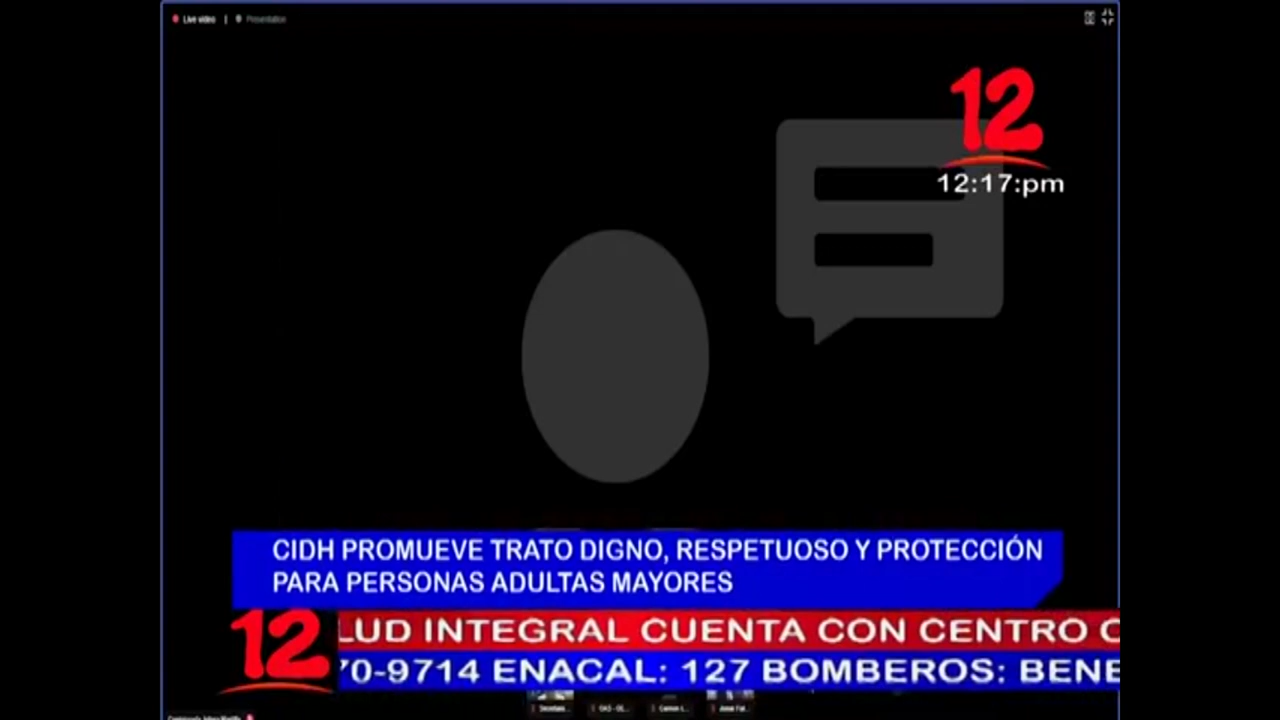 Live video | Presentation
12
12:17:pm
CIDH PROMUEVE TRATO DIGNO, RESPETUOSO Y PROTECCIÓN
PARA PERSONAS ADULTAS MAYORES
12
LUD INTEGRAL CUENTA CON CENTRO
70-9714 ENACAL: 127 BOMBEROS: BENE